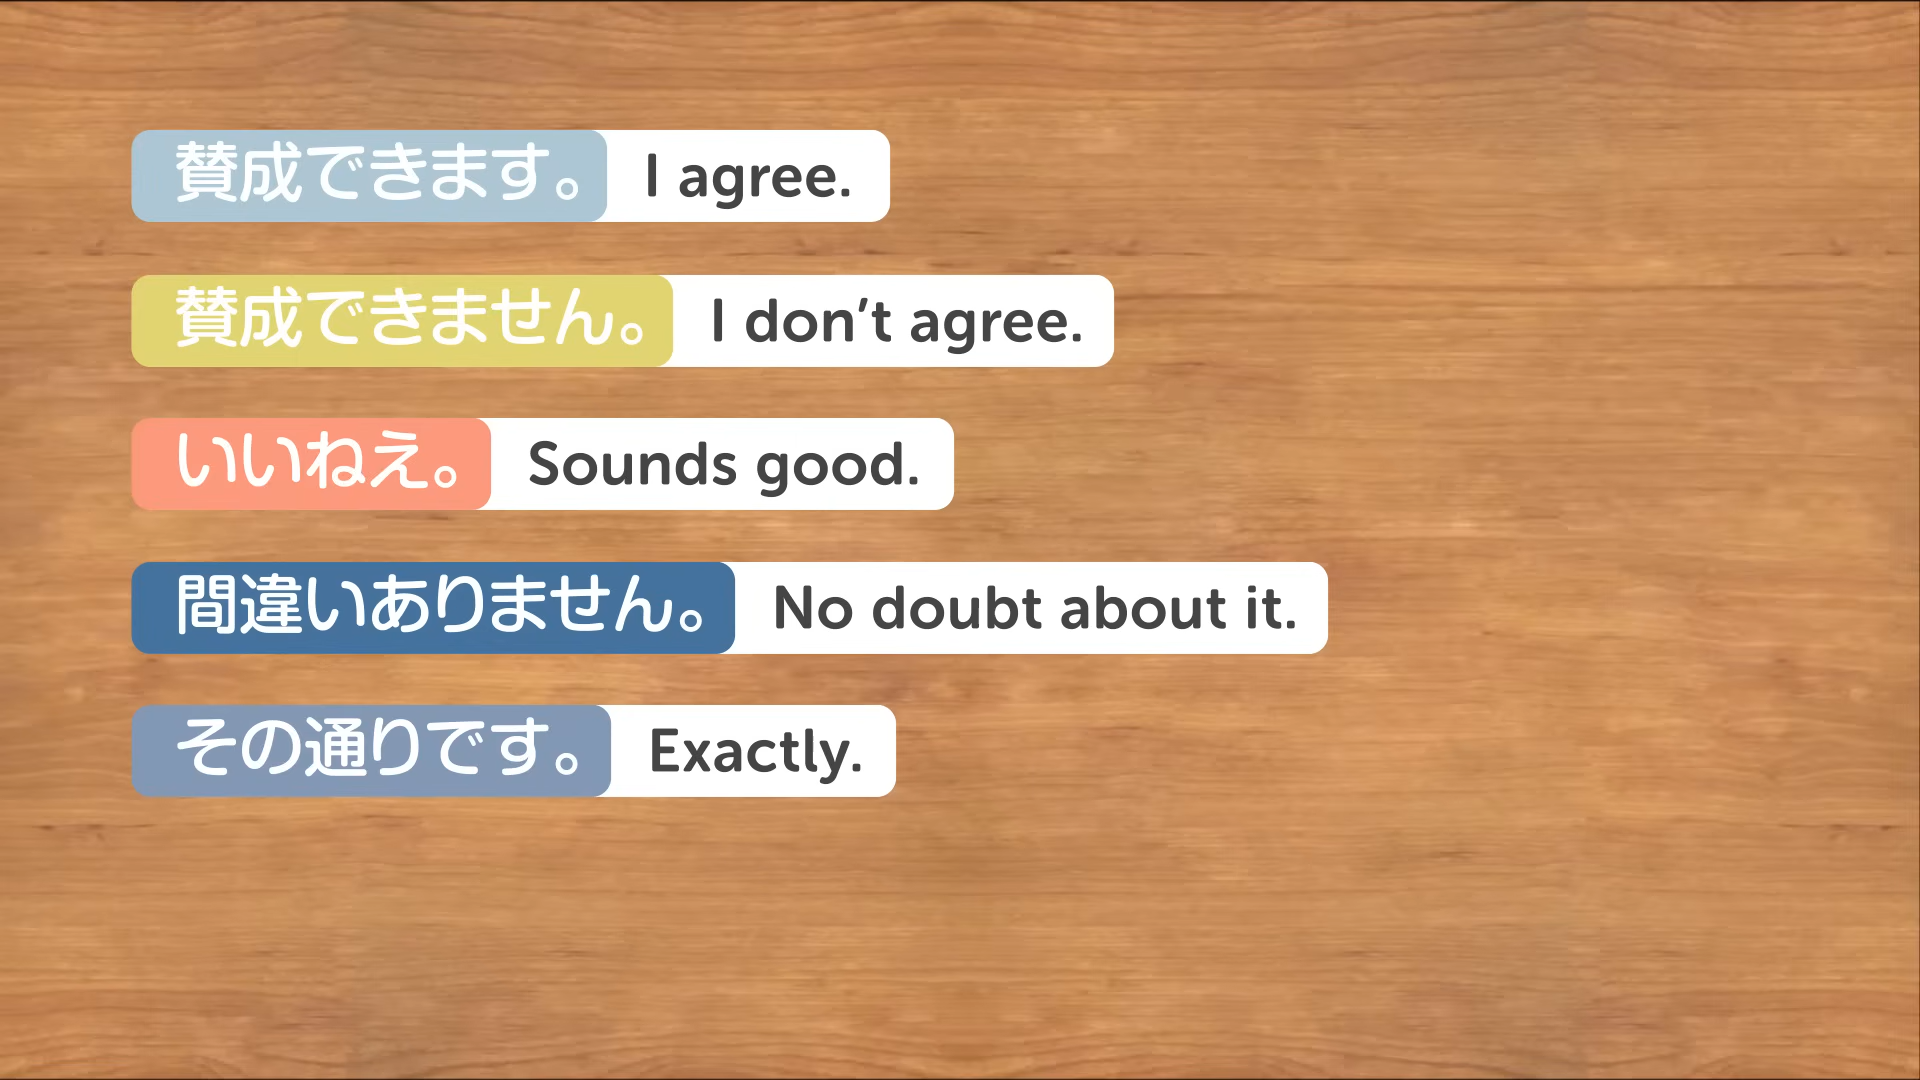 賛成できます。 I agree.
賛成できません。 I don’t agree.
いいねえ。 Sounds good.
間違いありません。 No doubt about it.
その通りです。 Exactly.